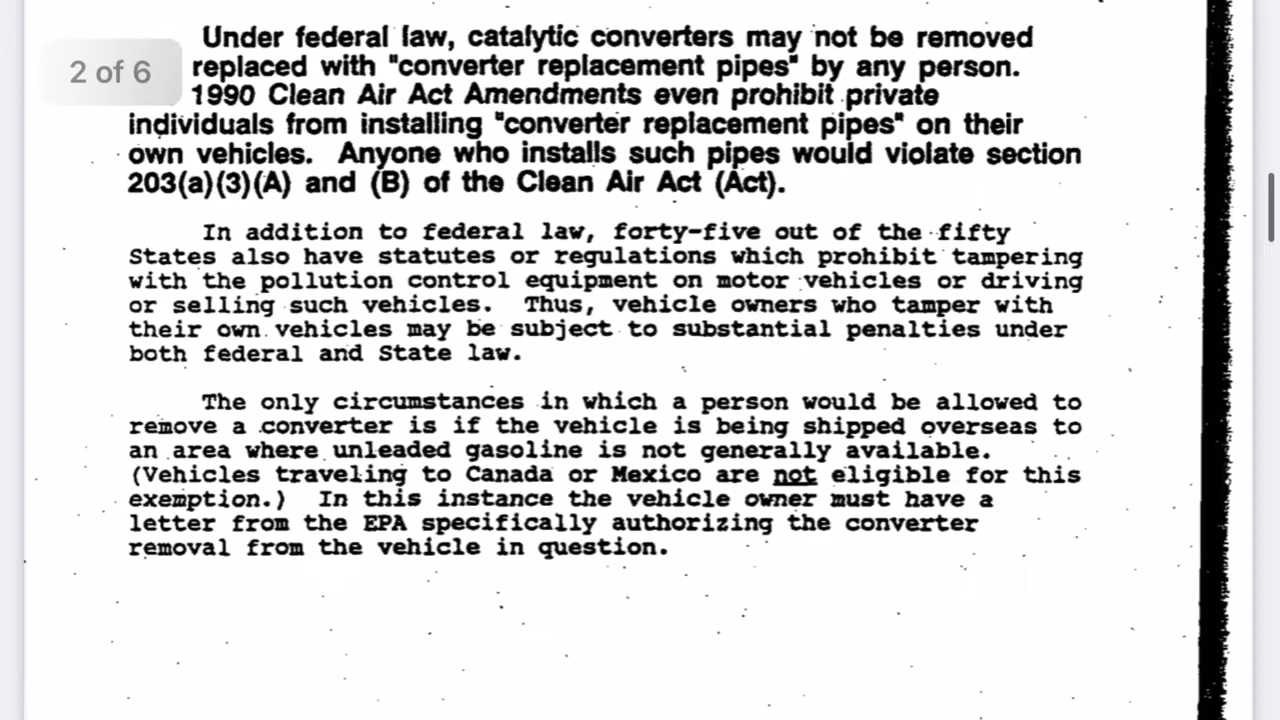 Under federal law, catalytic converters may not be removed
2 of 6
replaced with "converter replacement pipes" by any person.
1990 Clean Air Act Amendments even prohibit private
individuals from installing "converter replacement pipes" on their
own vehicles. Anyone who installs such pipes would violate section
203(a)(3)(A) and (B) of the Clean Air Act (Act).
In addition to federal law, forty-five out of the fifty
States also have statutes or regulations which prohibit tampering
with the pollution control equipment on motor vehicles or driving
or selling such vehicles. Thus, vehicle owners who tamper with
their own vehicles may be subject to substantial penalties under
both federal and State law.
The only circumstances in which a person would be allowed to
remove a converter is if the vehicle is being shipped overseas to
an area where unleaded gasoline is not generally available.
(Vehicles traveling to Canada or Mexico are not eligible for this
exemption.) In this instance the vehicle owner must have a
letter from the EPA specifically authorizing the converter
removal from the vehicle in question.